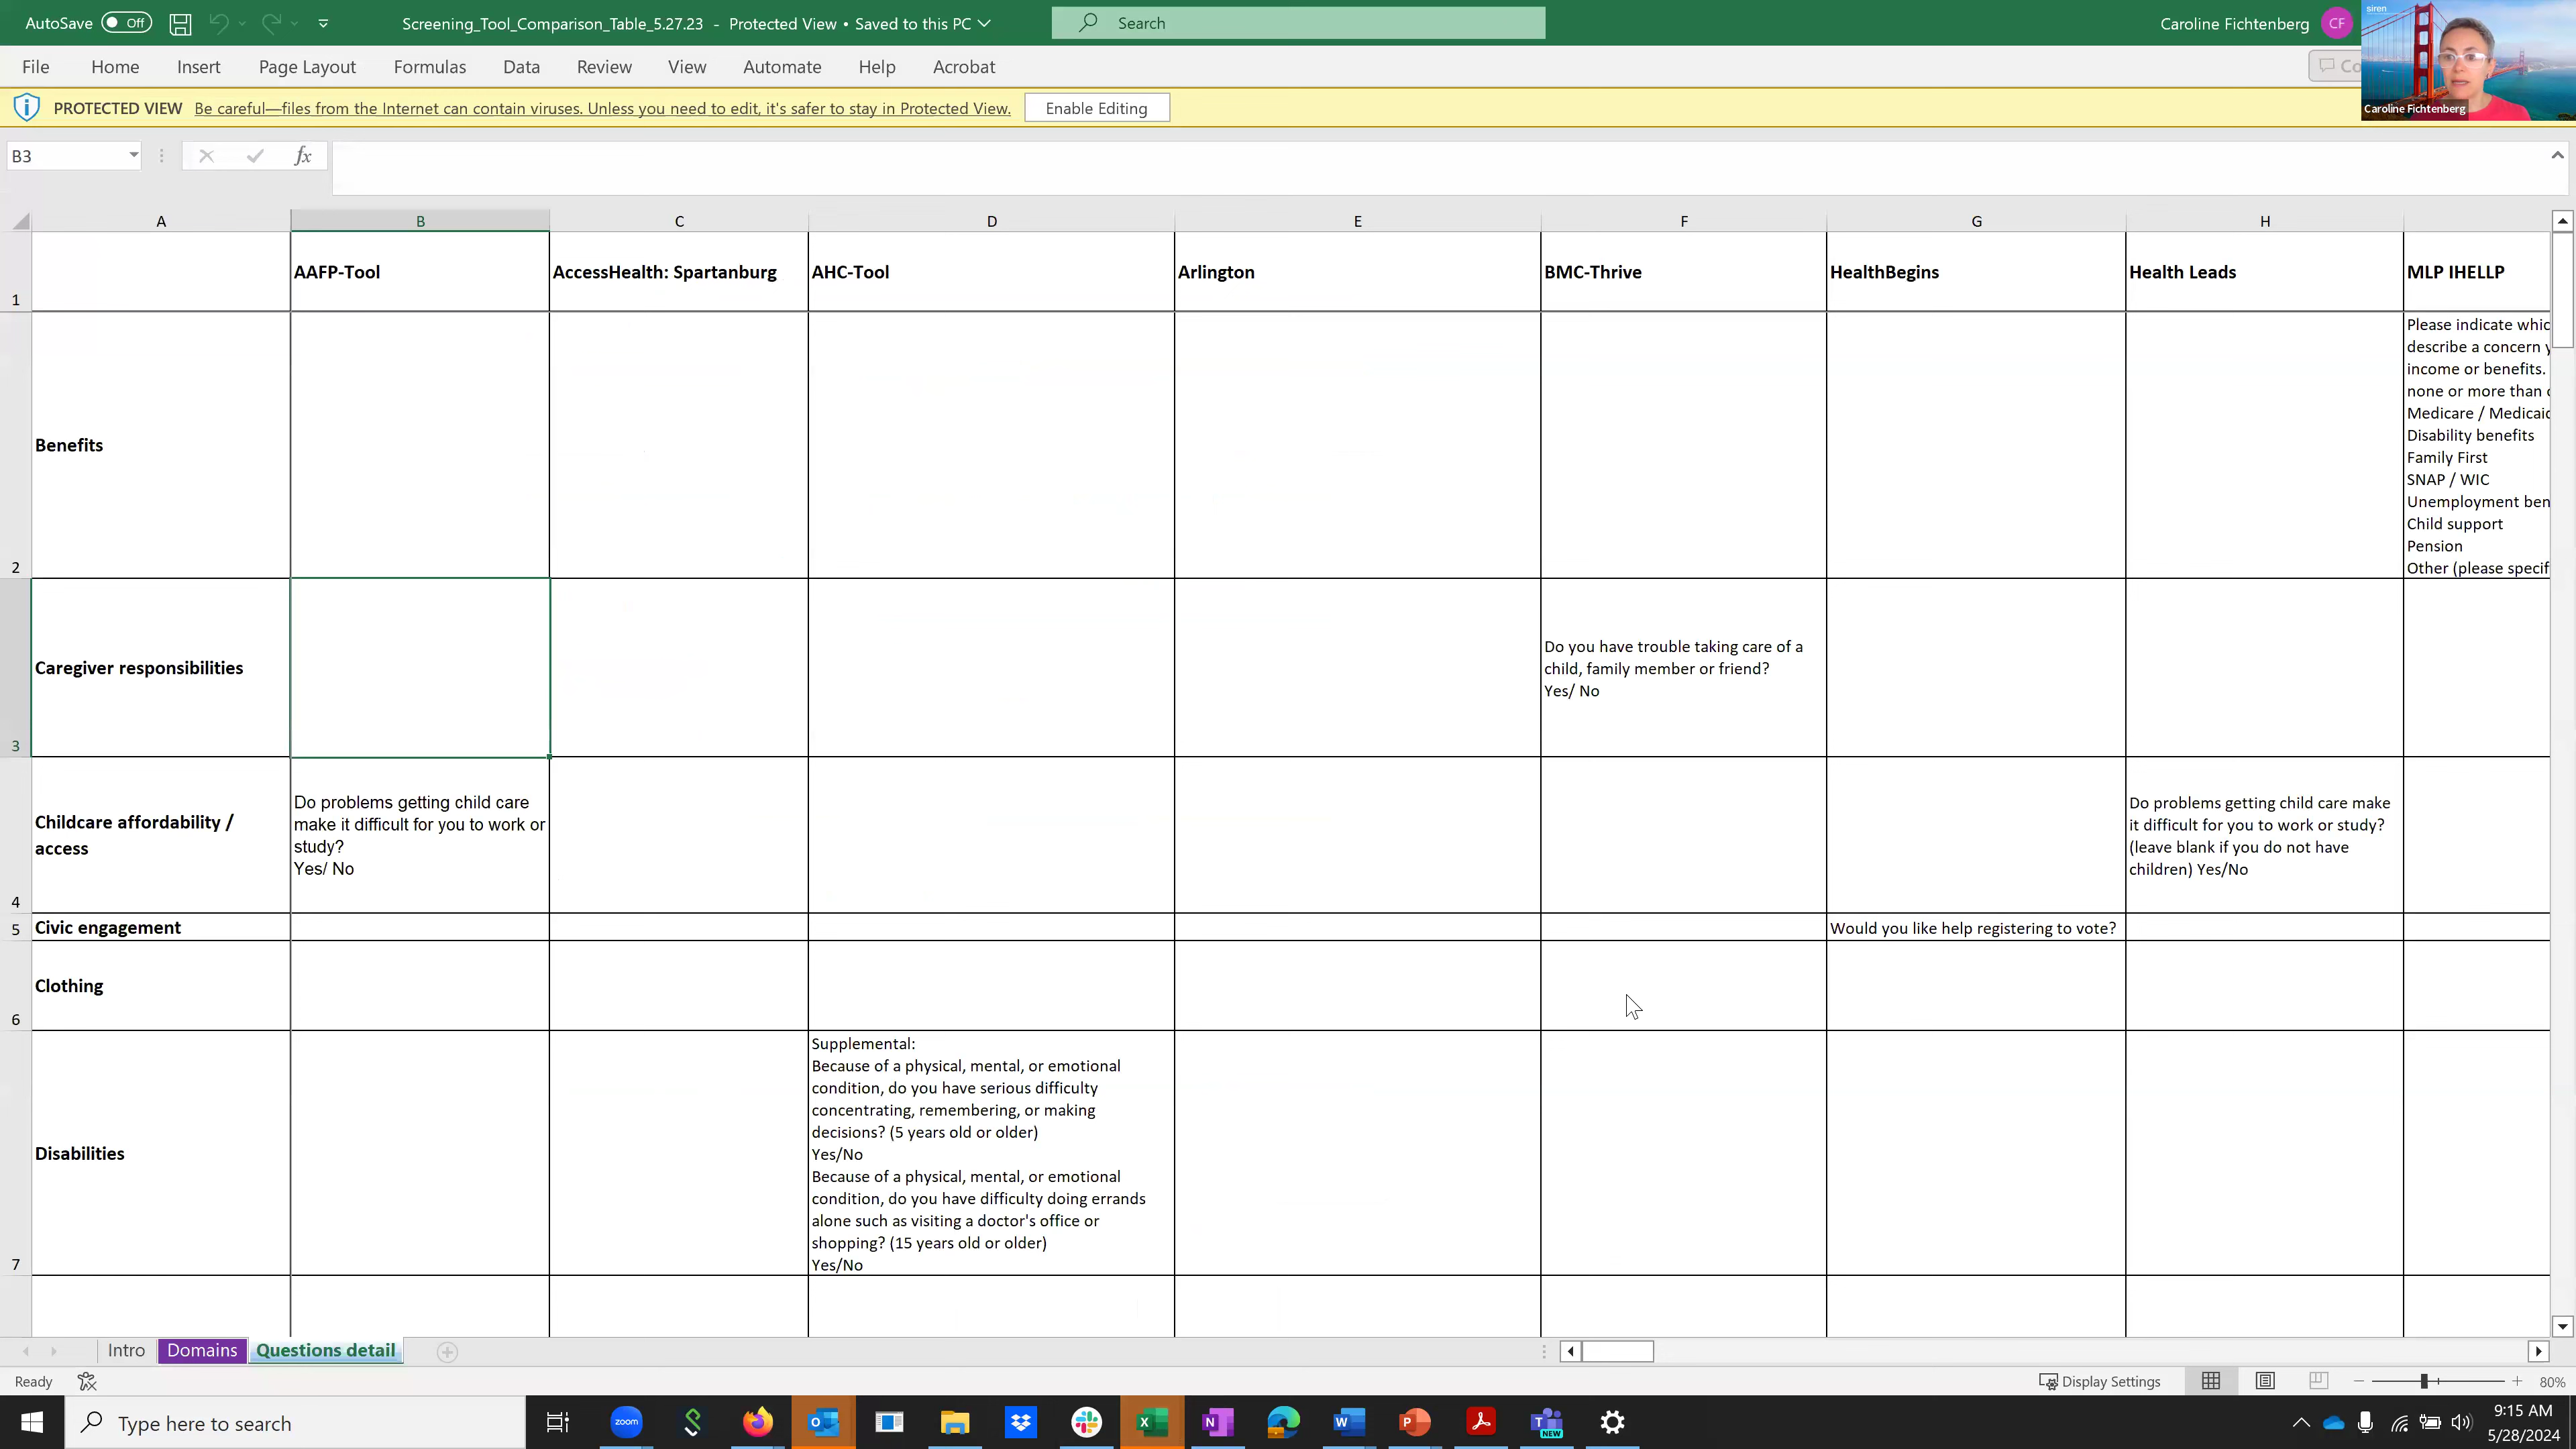 AutoSave Off
Screening_Tool_Comparison_Table_5.27.23 - Protected View • Saved to this PC
Search
Caroline Fichtenberg CF
siren
Caroline Fichtenberg
File Home Insert Page Layout Formulas Data Review View Automate Help Acrobat
PROTECTED VIEW Be careful—files from the Internet can contain viruses. Unless you need to edit, it's safer to stay in Protected View. Enable Editing
B3 fx
A B C D E F G H
1
AAFP-Tool
AccessHealth: Spartanburg
AHC-Tool
Arlington
BMC-Thrive
HealthBegins
Health Leads
MLP IHELLP
2
Benefits
Please indicate
describe a concern
income or benefits.
none or more than
Medicare /
Disability benefits
Family First
SNAP / WIC
Unemployment
Child support
Pension
Other (please
3
Caregiver responsibilities
Do you have trouble taking care of a
child, family member or friend?
Yes/ No
4
Childcare affordability /
access
Do problems getting child care
make it difficult for you to work or
study?
Yes/ No
Do problems getting child care make
it difficult for you to work or study?
(leave blank if you do not have
children) Yes/No
5
Civic engagement
Would you like help registering to vote?
6
Clothing
7
Disabilities
Supplemental:
Because of a physical, mental, or emotional
condition, do you have serious difficulty
concentrating, remembering, or making
decisions? (5 years old or older)
Yes/No
Because of a physical, mental, or emotional
condition, do you have difficulty doing errands
alone such as visiting a doctor's office or
shopping? (15 years old or older)
Yes/No
Intro Domains Questions detail
Ready
Display Settings
80%
Type here to search
zoom
NEW
9:15 AM
5/28/2024